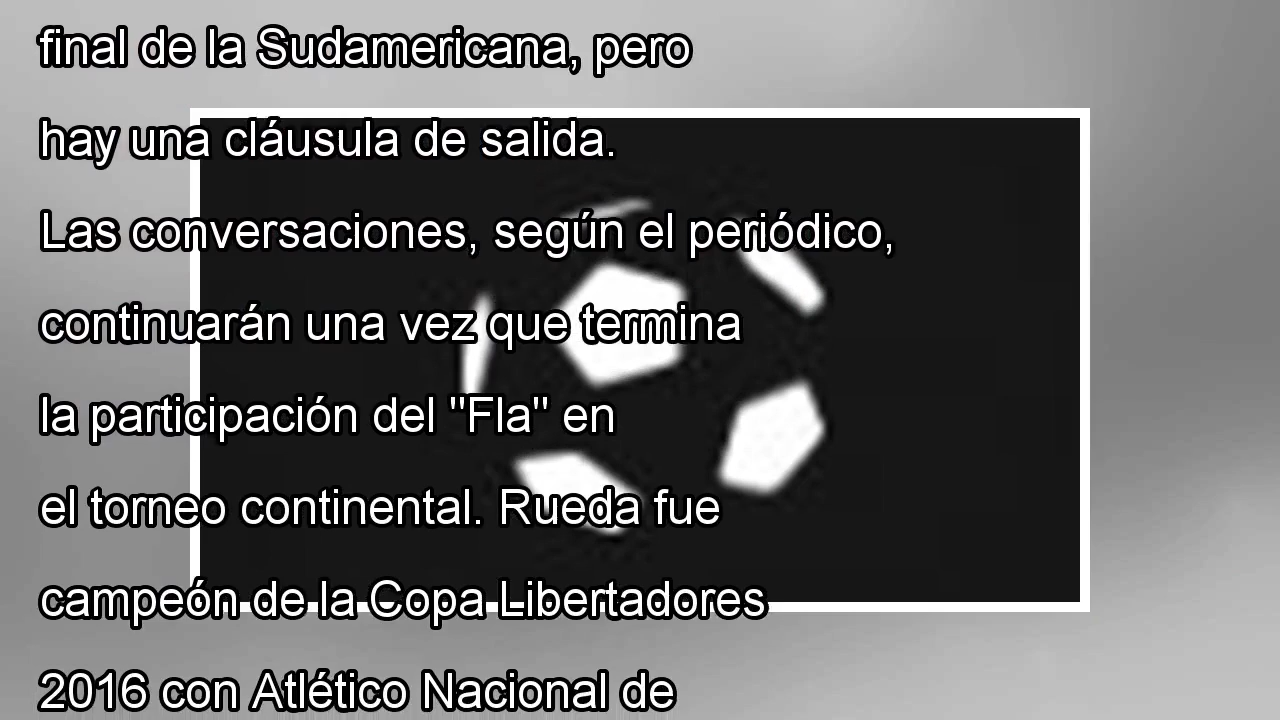 final de la Sudamericana, pero
hay una cláusula de salida.
Las conversaciones, según el periódico,
continuarán una vez que termina
la participación del "Fla" en
el torneo continental. Rueda fue
campeón de la Copa Libertadores
2016 con Atlético Nacional de